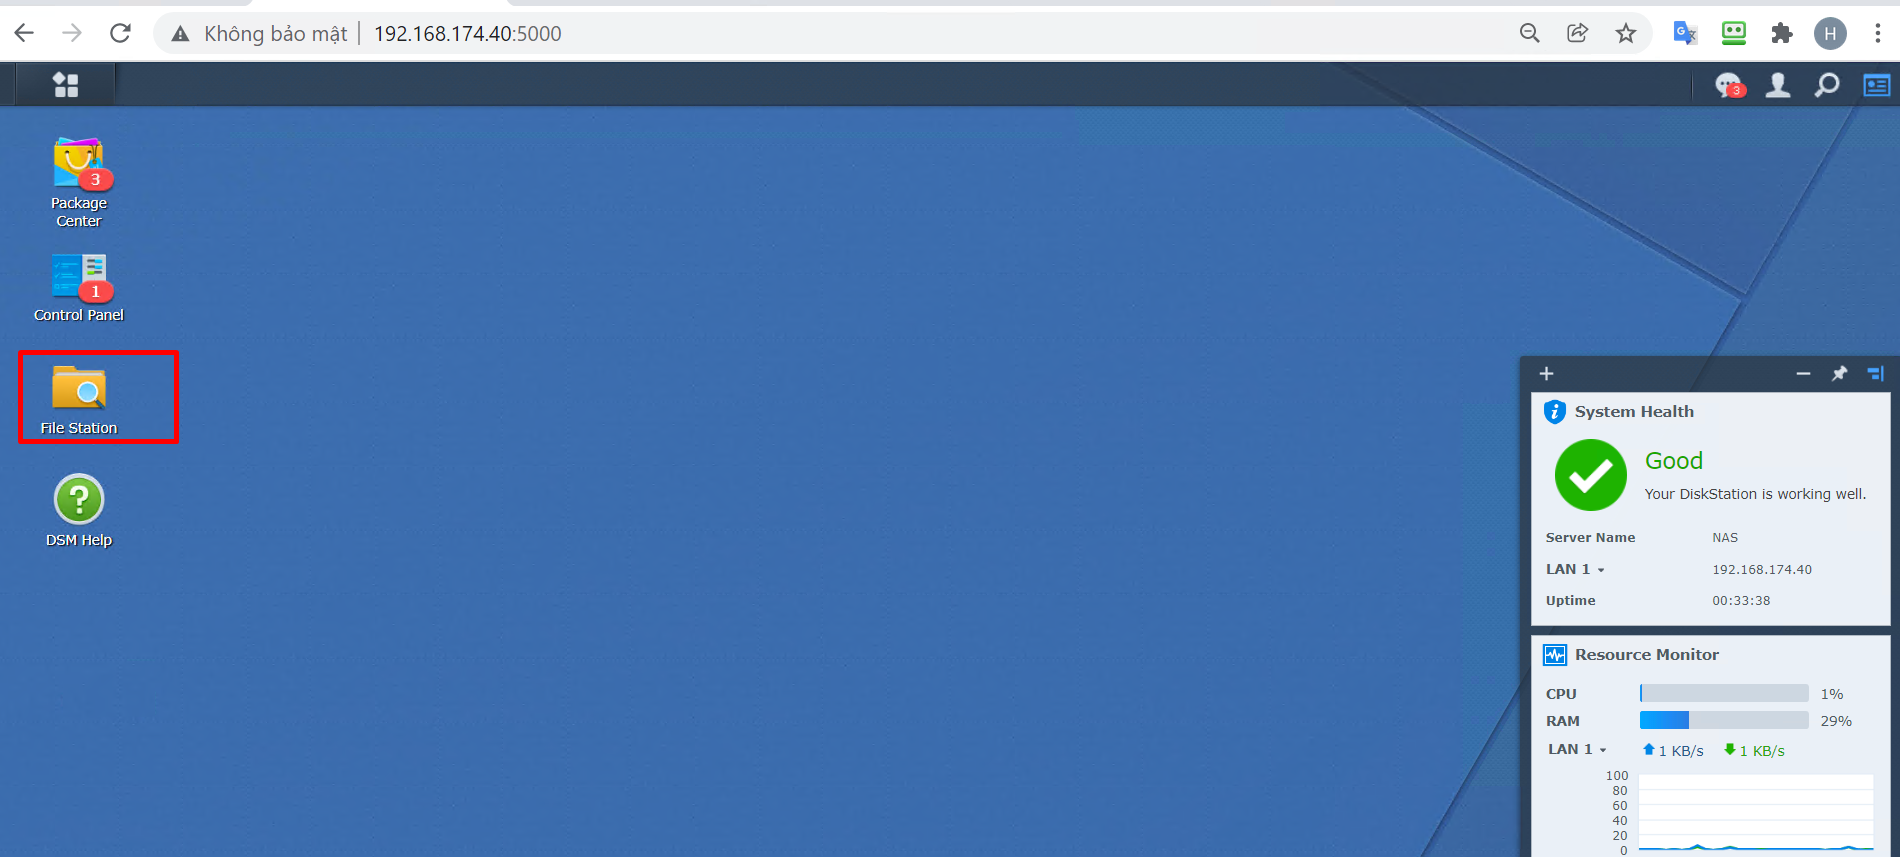 Không bảo mật
192.168.174.40:5000
H
3
3
Package
Center
1
Control Panel
File Station
?
DSM Help
System Health
Good
Your DiskStation is working well.
Server Name NAS
LAN 1 192.168.174.40
Uptime 00:33:38
Resource Monitor
CPU 1%
RAM 29%
LAN 1 1 KB/s 1 KB/s
100
80
60
40
20
0